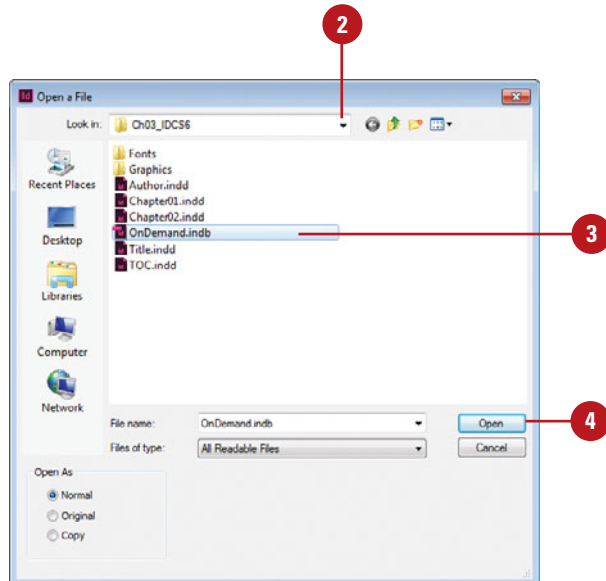 2
Id Open a File
Look in: Ch03_IDCS6
Recent Places
Desktop
Libraries
Computer
Network
Fonts
Graphics
Author.indd
Chapter01.indd
Chapter02.indd
OnDemand.indb
Title.indd
TOC.indd
3
File name: OnDemand.indb Open
4
Files of type: All Readable Files Cancel
Open As
Normal
Original
Copy